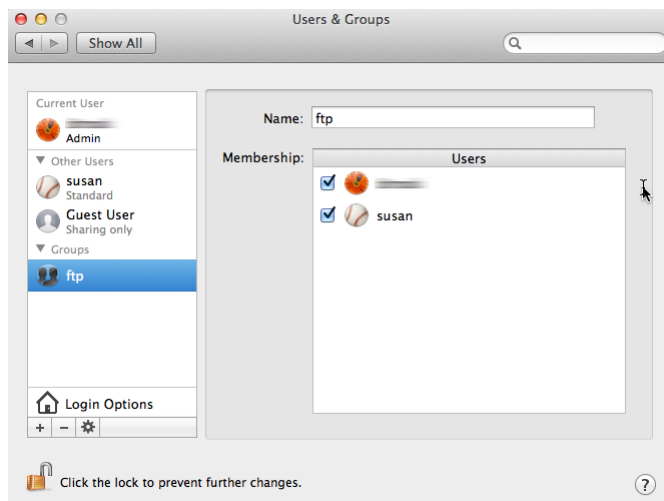 Users & Groups
Show All
Current User
Admin
Other Users
susan
Standard
Guest User
Sharing only
Groups
ftp
Login Options
Name: ftp
Membership: Users
susan
Click the lock to prevent further changes.
?